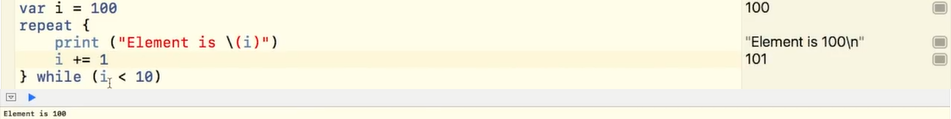 var i = 100 100
repeat {
    print ("Element is \(i)") "Element is 100\n"
    i += 1 101
} while (i < 10)
Element is 100